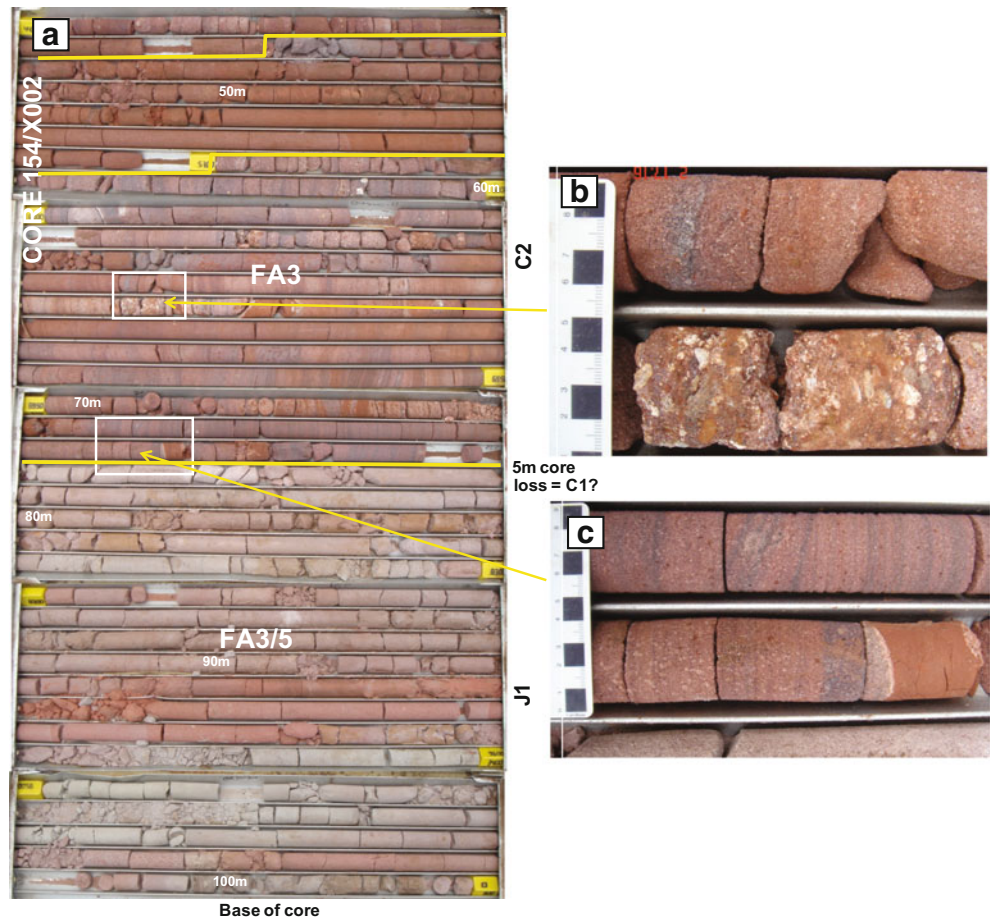 a
CORE 154/X002
50m
60m
FA3
70m
80m
FA3/5
90m
100m
Base of core
C2
5m core
loss = C1?
J1
b
c